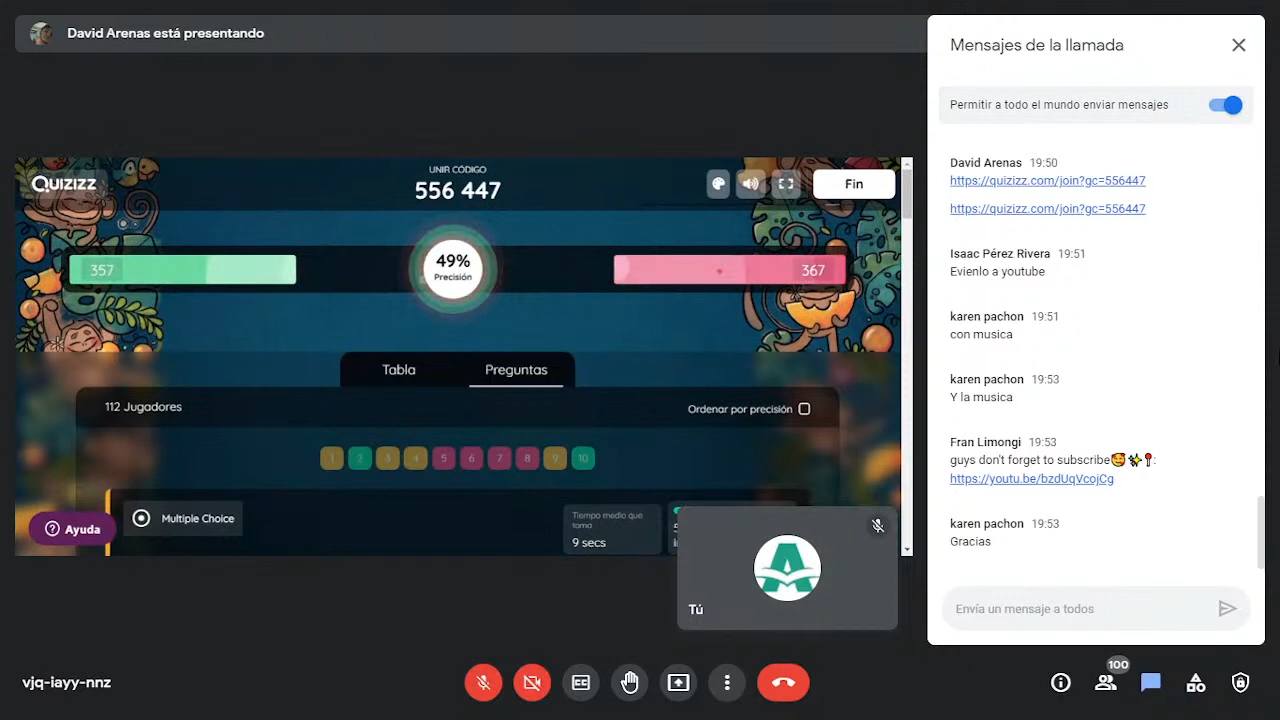 David Arenas está presentando
Quizizz
UNIR CÓDIGO
556 447
Fin
357
49%
Precisión
367
Tabla
Preguntas
112 Jugadores
Ordenar por precisión
1 2 3 4 5 6 7 8 9 10
Multiple Choice
Tiempo medio que
toma
9 secs
Ayuda
Tú
vjq-iayy-nnz
Mensajes de la llamada
Permitir a todo el mundo enviar mensajes
David Arenas 19:50
https://quizizz.com/join?gc=556447
https://quizizz.com/join?gc=556447
Isaac Pérez Rivera 19:51
Evienlo a youtube
karen pachon 19:51
con musica
karen pachon 19:53
Y la musica
Fran Limongi 19:53
guys don't forget to subscribe🥰✨📍:
https://youtu.be/bzdUqVcojCg
karen pachon 19:53
Gracias
Envía un mensaje a todos
100